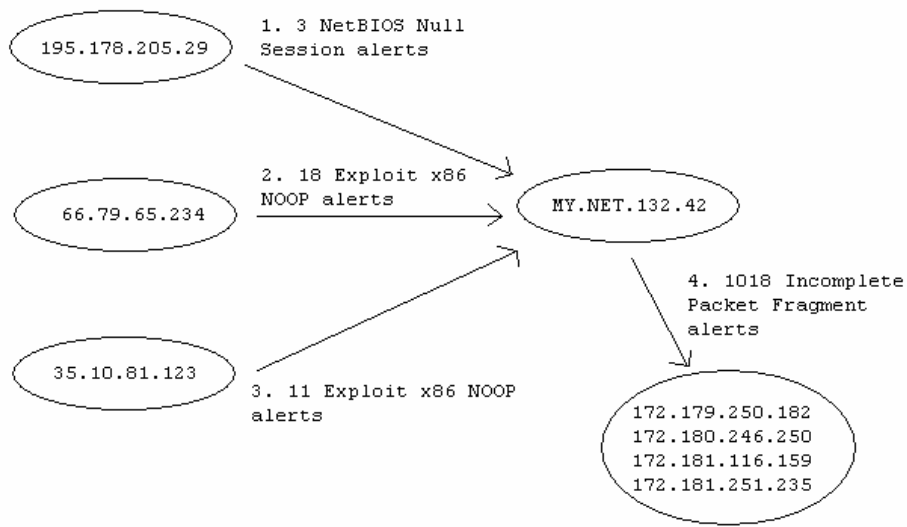 1. 3 NetBIOS Null
Session alerts
195.178.205.29
2. 18 Exploit x86
NOOP alerts
66.79.65.234
MY.NET.132.42
4. 1018 Incomplete
Packet Fragment
alerts
35.10.81.123
3. 11 Exploit x86 NOOP
alerts
172.179.250.182
172.180.246.250
172.181.116.159
172.181.251.235